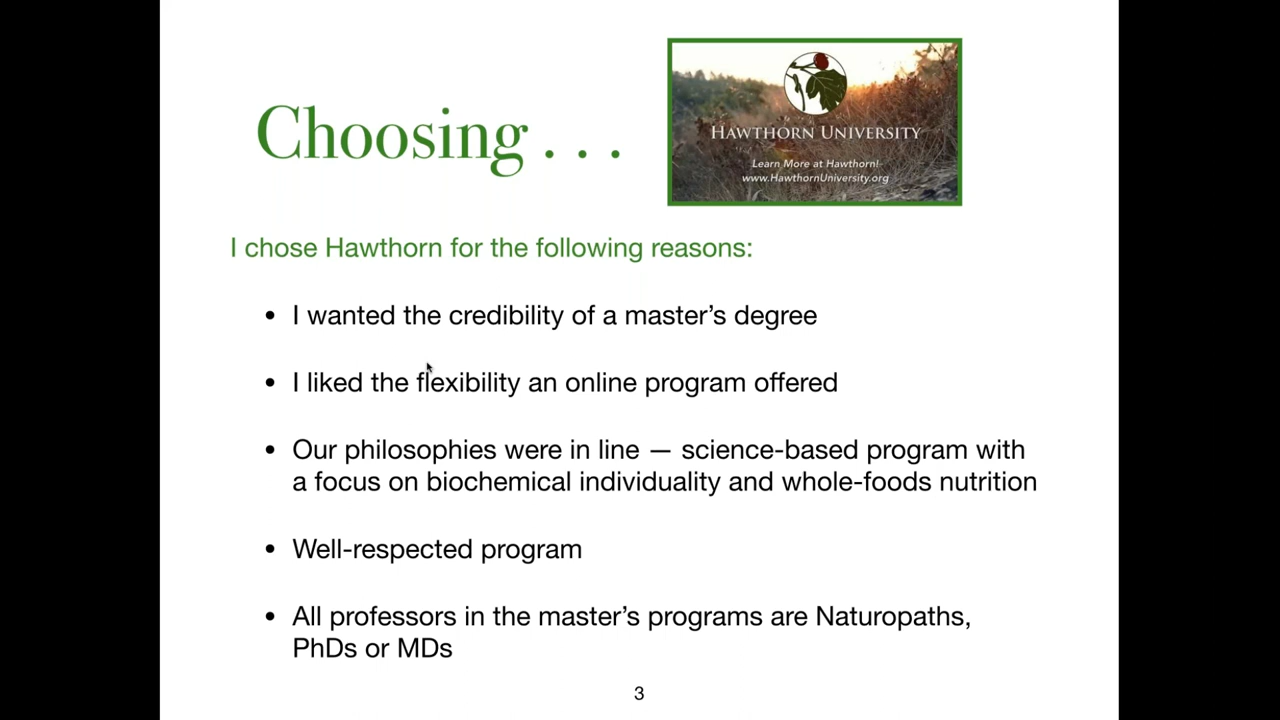 Choosing . . .
HAWTHORN UNIVERSITY
Learn More at Hawthorn!
www.HawthornUniversity.org
I chose Hawthorn for the following reasons:
• I wanted the credibility of a master’s degree
• I liked the flexibility an online program offered
• Our philosophies were in line — science-based program with
a focus on biochemical individuality and whole-foods nutrition
• Well-respected program
• All professors in the master’s programs are Naturopaths,
PhDs or MDs
3